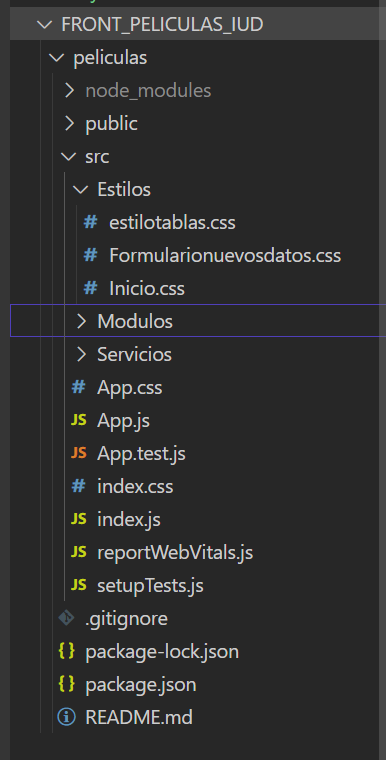 FRONT_PELICULAS_IUD
peliculas
node_modules
public
src
Estilos
# estilotablas.css
# Formularionuevosdatos.css
# Inicio.css
Modulos
Servicios
# App.css
JS App.js
JS App.test.js
# index.css
JS index.js
JS reportWebVitals.js
JS setupTests.js
.gitignore
{} package-lock.json
{} package.json
README.md